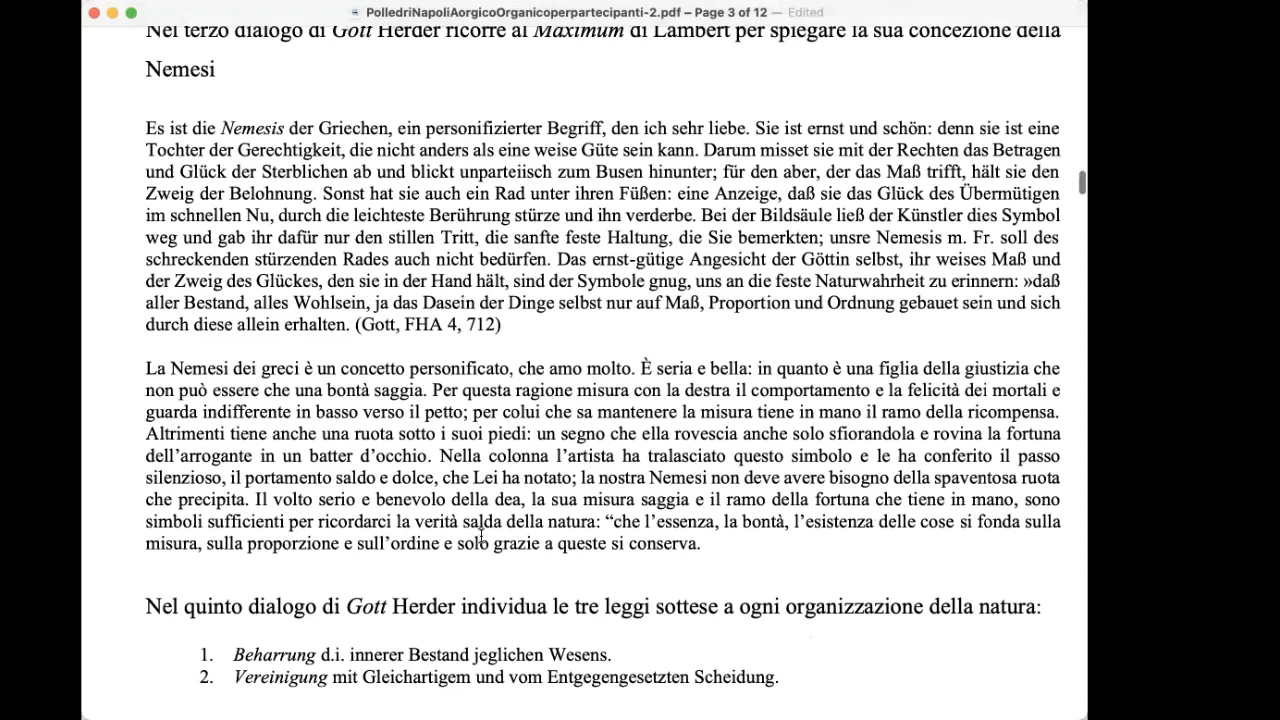 PolledriNapoliAorgicoOrganicoperpartecipanti-2.pdf – Page 3 of 12 — Edited
Nel terzo dialogo di Gott Herder ricorre al Maximum di Lambert per spiegare la sua concezione della
Nemesi
Es ist die Nemesis der Griechen, ein personifizierter Begriff, den ich sehr liebe. Sie ist ernst und schön: denn sie ist eine
Tochter der Gerechtigkeit, die nicht anders als eine weise Güte sein kann. Darum misset sie mit der Rechten das Betragen
und Glück der Sterblichen ab und blickt unparteiisch zum Busen hinunter; für den aber, der das Maß trifft, hält sie den
Zweig der Belohnung. Sonst hat sie auch ein Rad unter ihren Füßen: eine Anzeige, daß sie das Glück des Übermütigen
im schnellen Nu, durch die leichteste Berührung stürze und ihn verderbe. Bei der Bildsäule ließ der Künstler dies Symbol
weg und gab ihr dafür nur den stillen Tritt, die sanfte feste Haltung, die Sie bemerkten; unsre Nemesis m. Fr. soll des
schreckenden stürzenden Rades auch nicht bedürfen. Das ernst-gütige Angesicht der Göttin selbst, ihr weises Maß und
der Zweig des Glückes, den sie in der Hand hält, sind der Symbole gnug, uns an die feste Naturwahrheit zu erinnern: »daß
aller Bestand, alles Wohlsein, ja das Dasein der Dinge selbst nur auf Maß, Proportion und Ordnung gebauet sein und sich
durch diese allein erhalten. (Gott, FHA 4, 712)
La Nemesi dei greci è un concetto personificato, che amo molto. È seria e bella: in quanto è una figlia della giustizia che
non può essere che una bontà saggia. Per questa ragione misura con la destra il comportamento e la felicità dei mortali e
guarda indifferente in basso verso il petto; per colui che sa mantenere la misura tiene in mano il ramo della ricompensa.
Altrimenti tiene anche una ruota sotto i suoi piedi: un segno che ella rovescia anche solo sfiorandola e rovina la fortuna
dell’arrogante in un batter d’occhio. Nella colonna l’artista ha tralasciato questo simbolo e le ha conferito il passo
silenzioso, il portamento saldo e dolce, che Lei ha notato; la nostra Nemesi non deve avere bisogno della spaventosa ruota
che precipita. Il volto serio e benevolo della dea, la sua misura saggia e il ramo della fortuna che tiene in mano, sono
simboli sufficienti per ricordarci la verità salda della natura: “che l’essenza, la bontà, l’esistenza delle cose si fonda sulla
misura, sulla proporzione e sull’ordine e solo grazie a queste si conserva.
Nel quinto dialogo di Gott Herder individua le tre leggi sottese a ogni organizzazione della natura:
1. Beharrung d.i. innerer Bestand jeglichen Wesens.
2. Vereinigung mit Gleichartigem und vom Entgegengesetzten Scheidung.